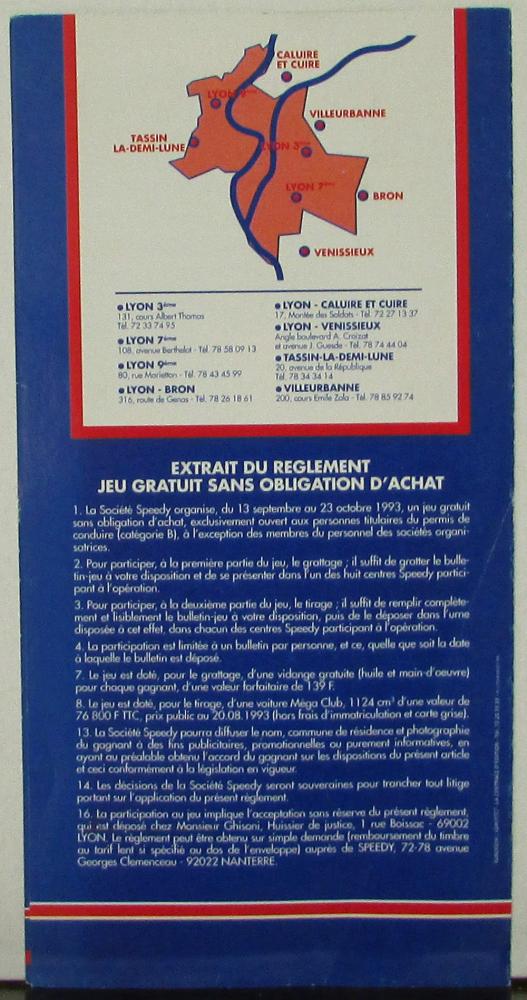 CALUIRE
ET CUIRE
LYON 9ème
VILLEURBANNE
TASSIN
LA-DEMI-LUNE
LYON 3ème
LYON 7ème
BRON
VENISSIEUX
LYON 3ème
131, cours Albert Thomas
Tél. 72 33 74 95
LYON 7ème
108, avenue Berthelot - Tél. 78 58 09 13
LYON 9ème
80, rue Marietton - Tél. 78 43 45 99
LYON - BRON
316, route de Genas - Tél. 78 26 18 61
LYON - CALUIRE ET CUIRE
17, Montée des Soldats - Tél. 72 27 13 37
LYON - VENISSIEUX
Angle boulevard A. Croizat
et avenue J. Guesde - Tél. 78 74 44 04
TASSIN-LA-DEMI-LUNE
20, avenue de la République
Tél. 78 34 34 14
VILLEURBANNE
200, cours Emile Zola - Tél. 78 85 92 74
EXTRAIT DU REGLEMENT
JEU GRATUIT SANS OBLIGATION D'ACHAT
1. La Société Speedy organise, du 13 septembre au 23 octobre 1993, un jeu gratuit
sans obligation d'achat, exclusivement ouvert aux personnes titulaires du permis de
conduire (catégorie B), à l'exception des membres du personnel des sociétés organi-
satrices.
2. Pour participer, à la première partie du jeu, le grattage ; il suffit de gratter le bulle-
tin-jeu à votre disposition et de se présenter dans l'un des huit centres Speedy partici-
pant à l'opération.
3. Pour participer, à la deuxième partie du jeu, le tirage ; il suffit de remplir complète-
ment et lisiblement le bulletin-jeu à votre disposition, puis de le déposer dans l'urne
disposée à cet effet, dans chacun des centres Speedy participant à l'opération.
4. La participation est limitée à un bulletin par personne, et ce, quelle que soit la date
à laquelle le bulletin est déposé.
7. Le jeu est doté, pour le grattage, d'une vidange gratuite (huile et main-d'oeuvre)
pour chaque gagnant, d'une valeur forfaitaire de 139 F.
8. Le jeu est doté, pour le tirage, d'une voiture Méga Club, 1124 cm³ d'une valeur de
76 800 F TTC, prix public au 20.08.1993 (hors frais d'immatriculation et carte grise).
13. La Société Speedy pourra diffuser le nom, commune de résidence et photographie
du gagnant à des fins publicitaires, promotionnelles ou purement informatives, en
ayant au préalable obtenu l'accord du gagnant sur les dispositions du présent article
et ceci conformément à la législation en vigueur.
14. Les décisions de la Société Speedy seront souveraines pour trancher tout litige
portant sur l'application du présent règlement.
16. La participation au jeu implique l'acceptation sans réserve du présent règlement,
qui est déposé chez Monsieur Ghisoni, Huissier de justice, 1 rue Boissac - 69002
LYON. Le règlement peut être obtenu sur simple demande (remboursement du timbre
au tarif lent si spécifié au dos de l'enveloppe) auprès de SPEEDY, 72-78 avenue
Georges Clemenceau - 92022 NANTERRE.